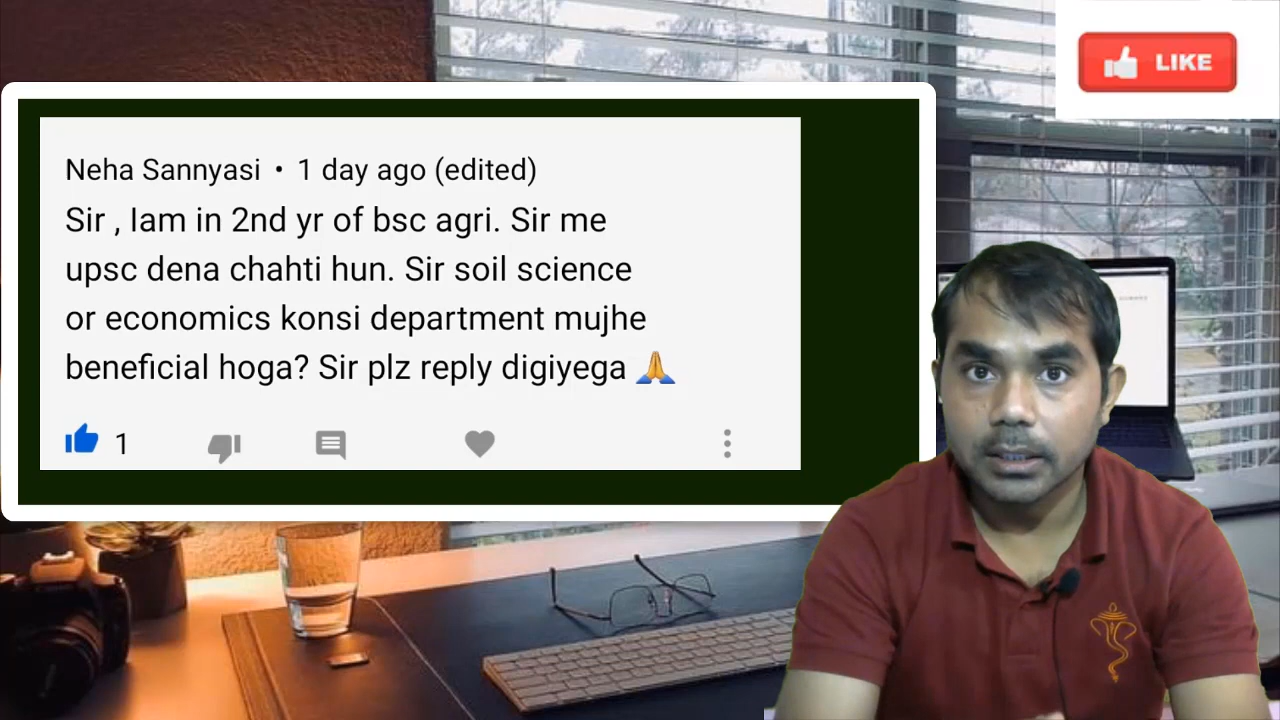 LIKE
Neha Sannyasi • 1 day ago (edited)
Sir , Iam in 2nd yr of bsc agri. Sir me
upsc dena chahti hun. Sir soil science
or economics konsi department mujhe
beneficial hoga? Sir plz reply digiyega 🙏
1